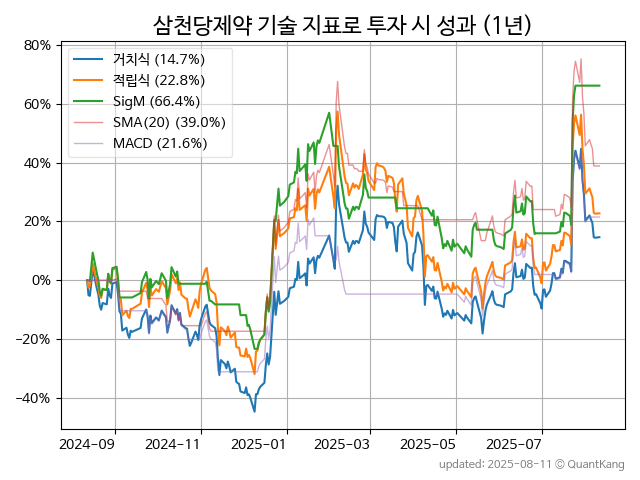 삼천당제약 기술 지표로 투자 시 성과 (1년)
80%
60%
40%
20%
0%
−20%
−40%
거치식 (14.7%)
적립식 (22.8%)
SigM (66.4%)
SMA(20) (39.0%)
MACD (21.6%)
2024-09
2024-11
2025-01
2025-03
2025-05
2025-07
updated: 2025-08-11 © QuantKang